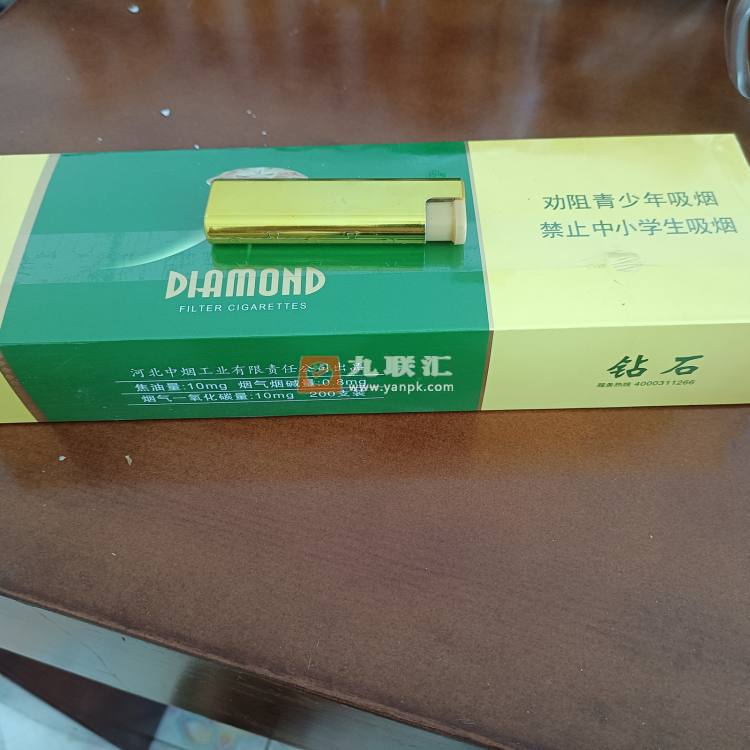 劝阻青少年吸烟
禁止中小学生吸烟
DIAMOND
FILTER CIGARETTES
河北中烟工业有限责任公司出品
焦油量:10mg 烟气烟碱量:0.8mg
烟气一氧化碳量:10mg 200支装
九联汇
www.yanpk.com
钻石
服务热线 4000311266